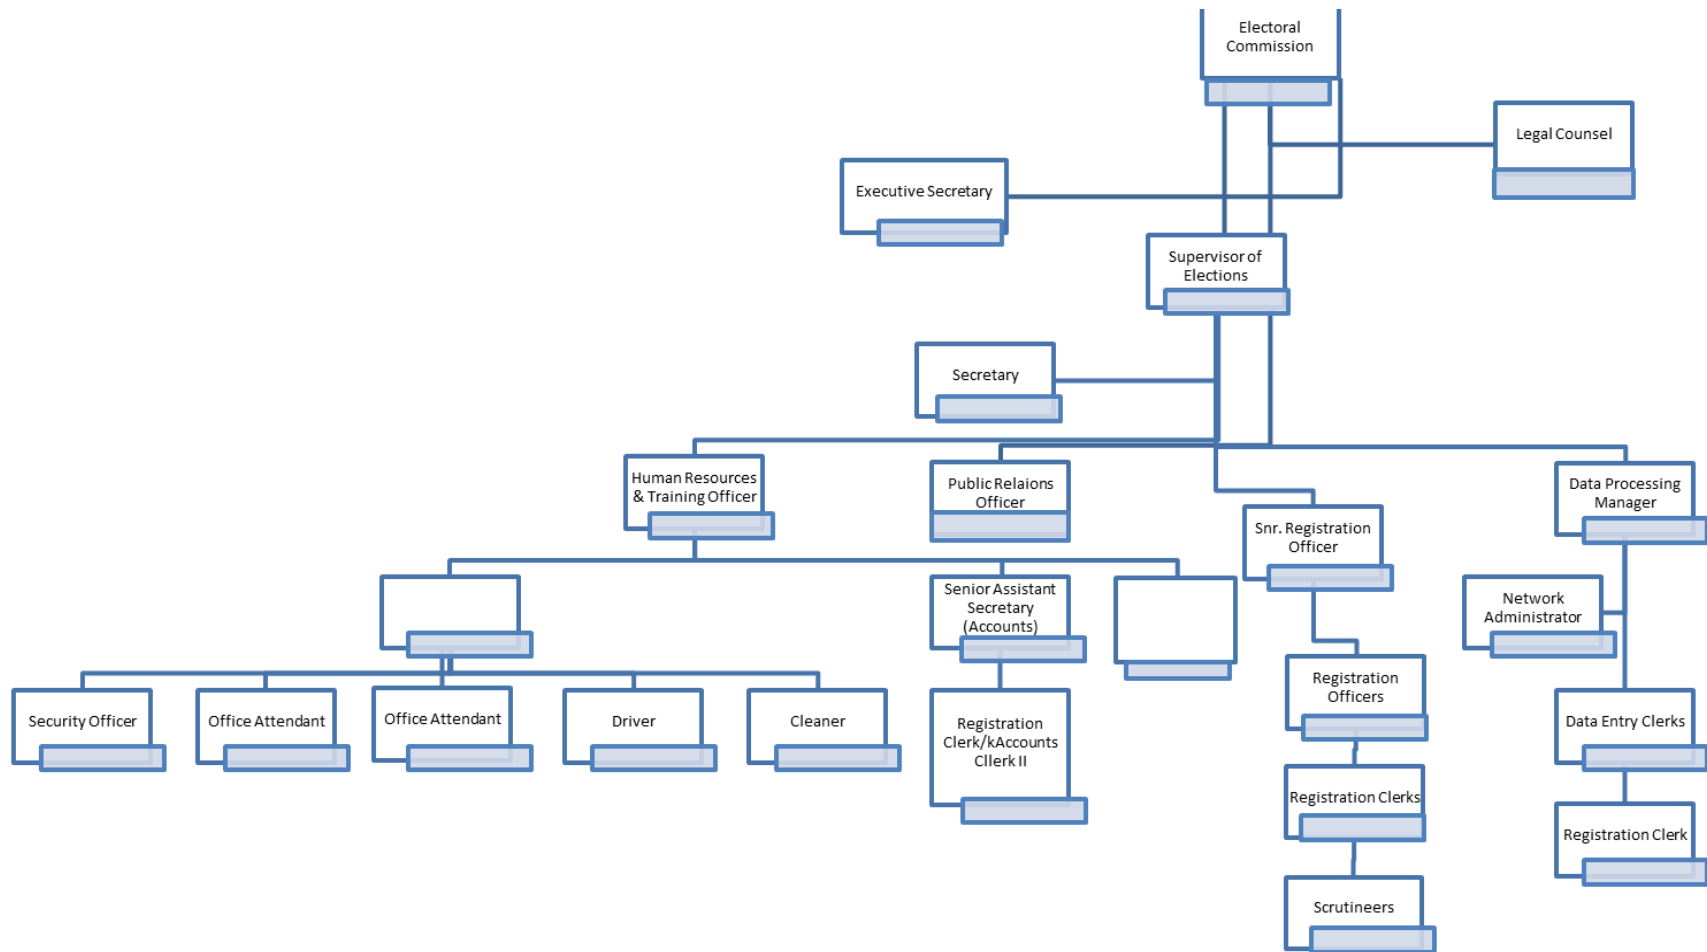 Electoral
Commission
Legal Counsel
Executive Secretary
Supervisor of
Elections
Secretary
Human Resources
& Training Officer
Public Relaions
Officer
Data Processing
Manager
Snr. Registration
Officer
Senior Assistant
Secretary
(Accounts)
Network
Administrator
Registration
Officers
Security Officer
Office Attendant
Office Attendant
Driver
Cleaner
Registration
Clerk/kAccounts
Cllerk II
Data Entry Clerks
Registration Clerks
Registration Clerk
Scrutineers